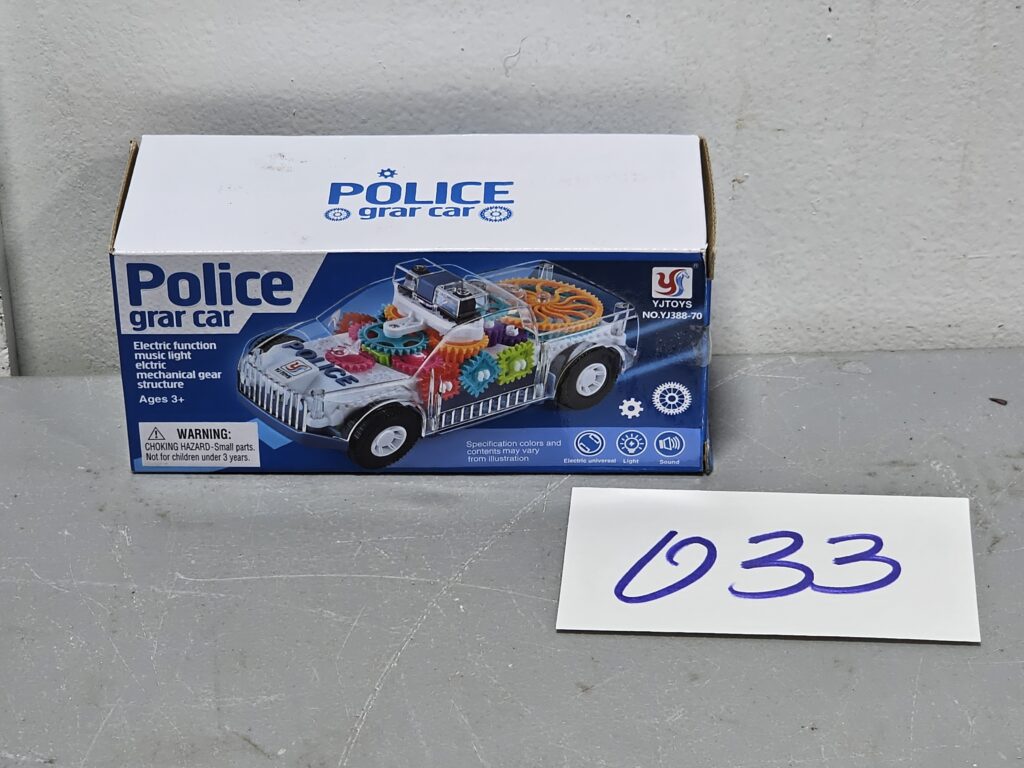 POLICE
grar car
Police
grar car
Electric function
music light
elctric
mechanical gear
structure
Ages 3+
WARNING:
CHOKING HAZARD-Small parts.
Not for children under 3 years.
POLICE
YJTOYS
NO.YJ388-70
Specification colors and
contents may vary
from illustration
Electric universal
Light
Sound
033